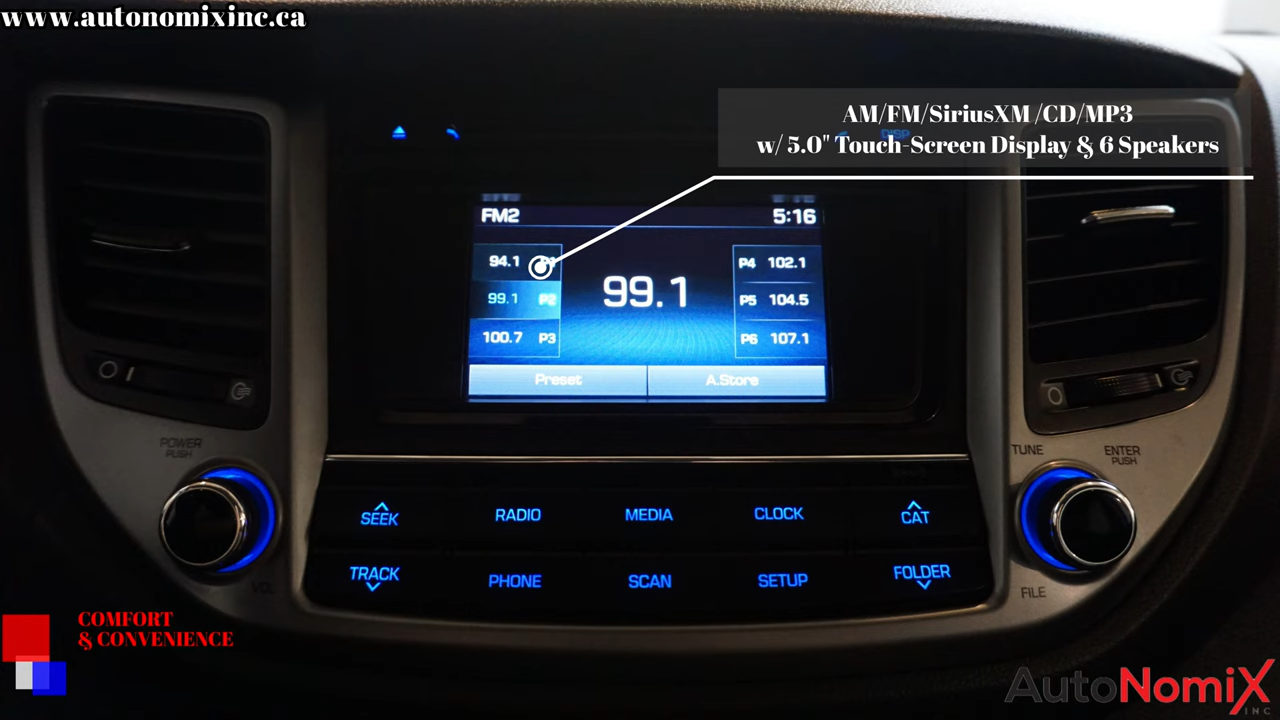 www.autonomixinc.ca
AM/FM/SiriusXM /CD/MP3
w/ 5.0" Touch-Screen Display & 6 Speakers
DISP
FM2
5:16
94.1
99.1 P2
100.7 P3
99.1
P4 102.1
P5 104.5
P6 107.1
Preset
A.Store
POWER
PUSH
VOL
TUNE
ENTER
PUSH
FILE
SEEK
RADIO
MEDIA
CLOCK
CAT
TRACK
PHONE
SCAN
SETUP
FOLDER
COMFORT
& CONVENIENCE
AutoNomiX
INC